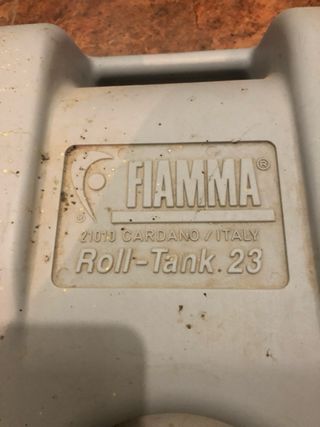 FIAMMA®
21010 CARDANO / ITALY
Roll-Tank. 23